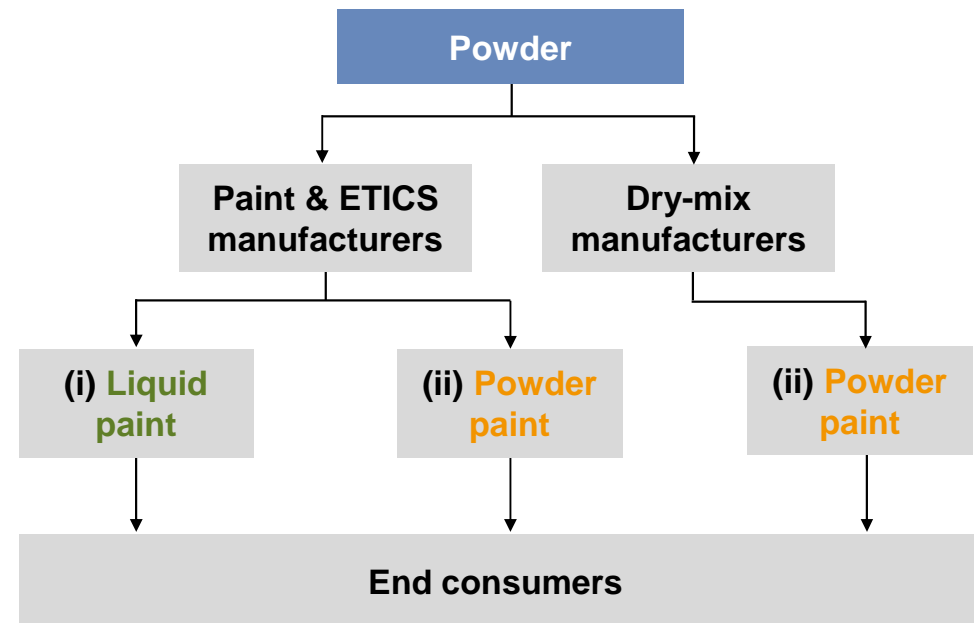 Powder
Paint & ETICS
manufacturers
Dry-mix
manufacturers
(i) Liquid
paint
(ii) Powder
paint
(ii) Powder
paint
End consumers